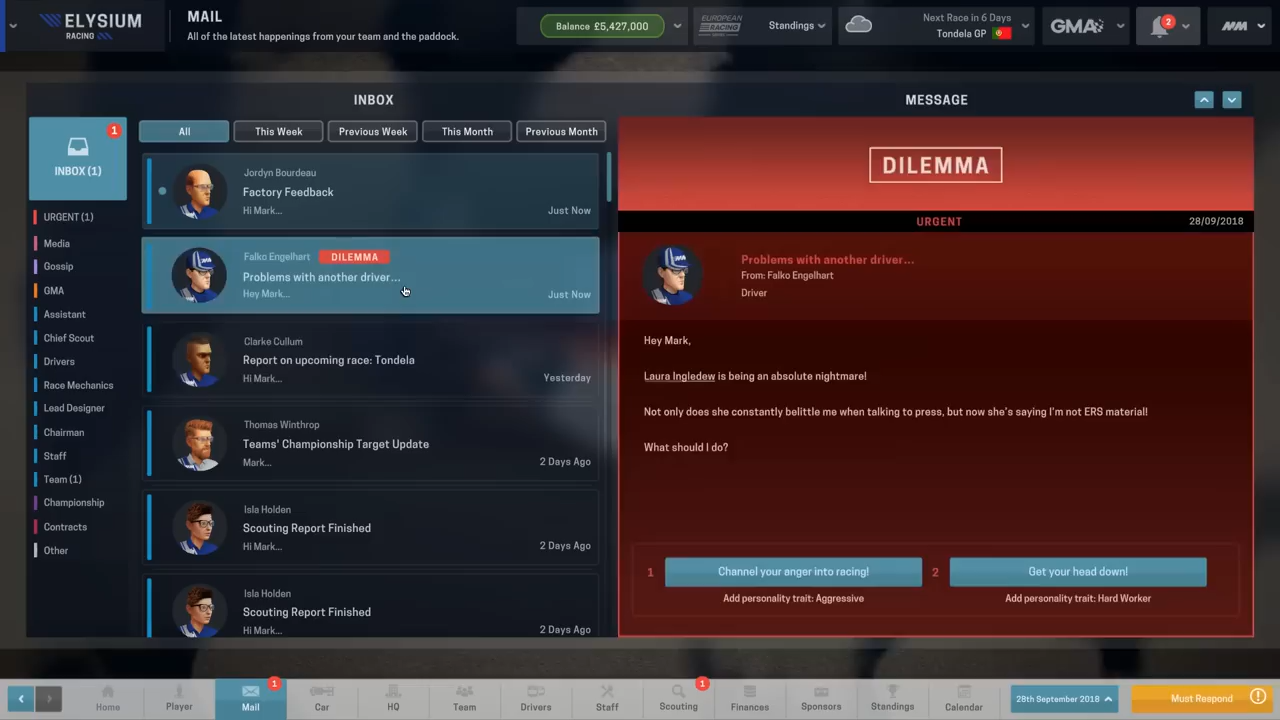 ELYSIUM
RACING
MAIL
All of the latest happenings from your team and the paddock.
Balance £5,427,000
EUROPEAN
RACING
Standings
Next Race in 6 Days
Tondela GP
GMA
2
INBOX
MESSAGE
1
INBOX (1)
All
This Week
Previous Week
This Month
Previous Month
URGENT (1)
Media
Gossip
GMA
Assistant
Chief Scout
Drivers
Race Mechanics
Lead Designer
Chairman
Staff
Team (1)
Championship
Contracts
Other
Jordyn Bourdeau
Factory Feedback
Hi Mark...
Just Now
Falko Engelhart
DILEMMA
Problems with another driver...
Hey Mark...
Just Now
Clarke Cullum
Report on upcoming race: Tondela
Hi Mark...
Yesterday
Thomas Winthrop
Teams' Championship Target Update
Mark...
2 Days Ago
Isla Holden
Scouting Report Finished
Hi Mark...
2 Days Ago
Isla Holden
Scouting Report Finished
Hi Mark...
2 Days Ago
DILEMMA
URGENT
28/09/2018
Problems with another driver...
From: Falko Engelhart
Driver
Hey Mark,
Laura Ingledew is being an absolute nightmare!
Not only does she constantly belittle me when talking to press, but now she's saying I'm not ERS material!
What should I do?
1
Channel your anger into racing!
Add personality trait: Aggressive
2
Get your head down!
Add personality trait: Hard Worker
Home
Player
1
Mail
Car
HQ
Team
Drivers
Staff
1
Scouting
Finances
Sponsors
Standings
Calendar
28th September 2018
Must Respond